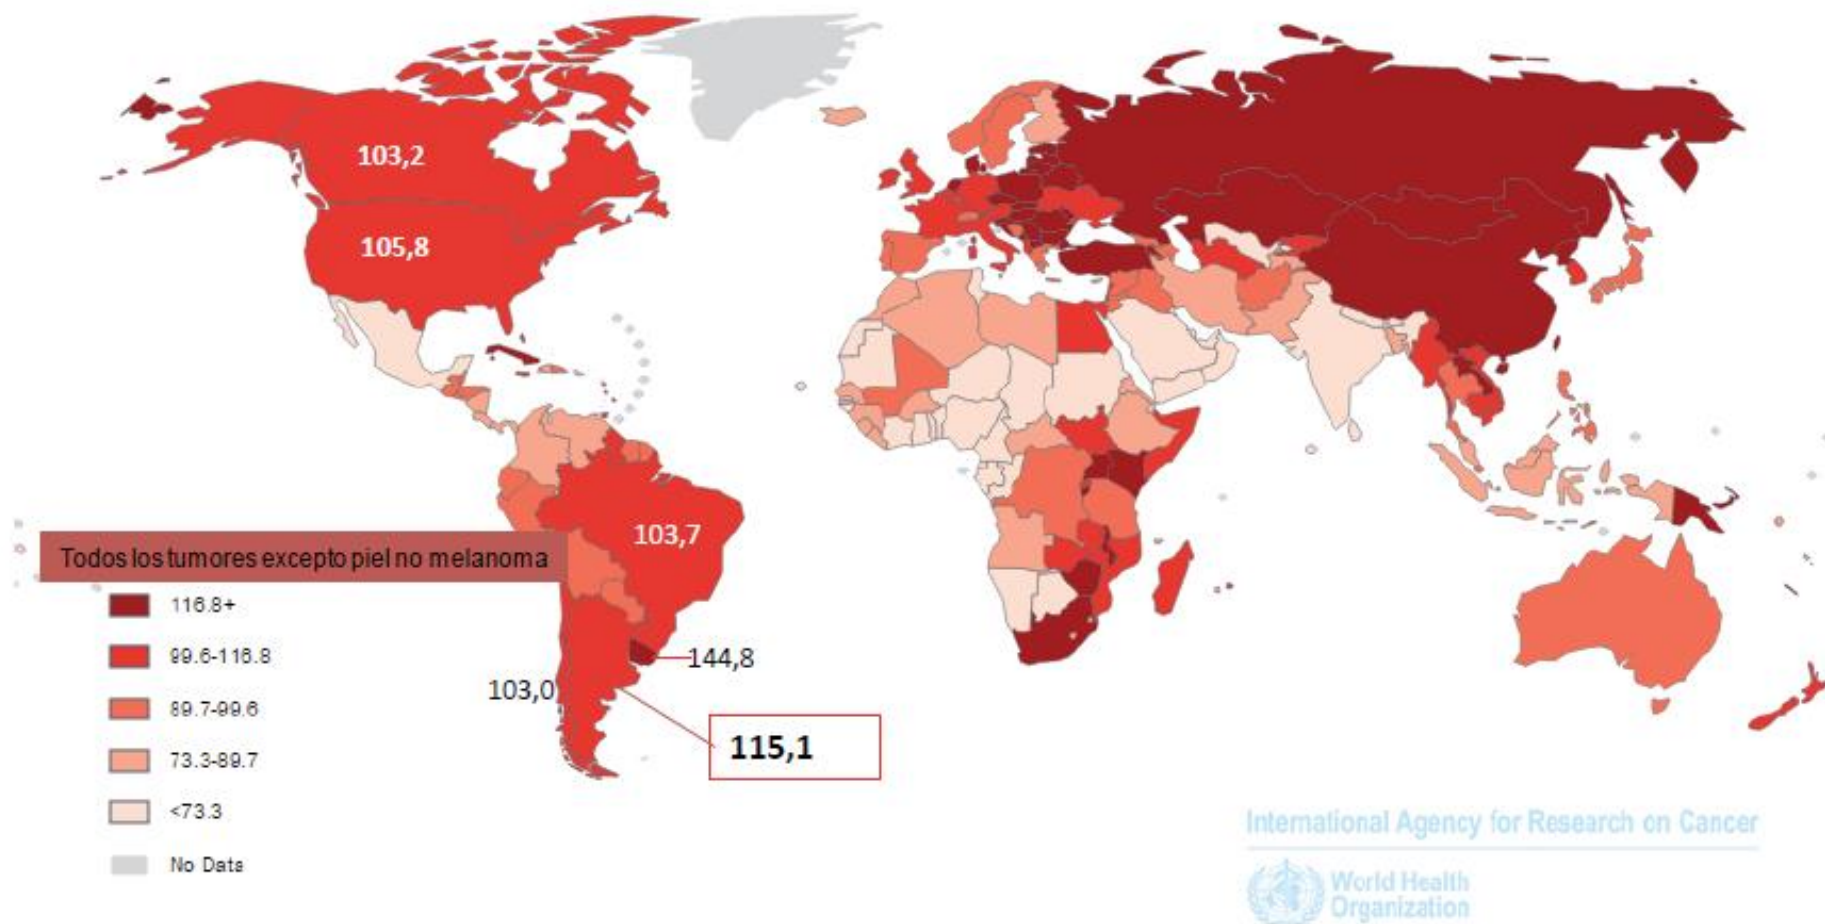 103,2
105,8
103,7
Todos los tumores excepto piel no melanoma
116.8+
99.6-116.8
89.7-99.6
73.3-89.7
<73.3
No Data
144,8
103,0
115,1
International Agency for Research on Cancer
World Health
Organization